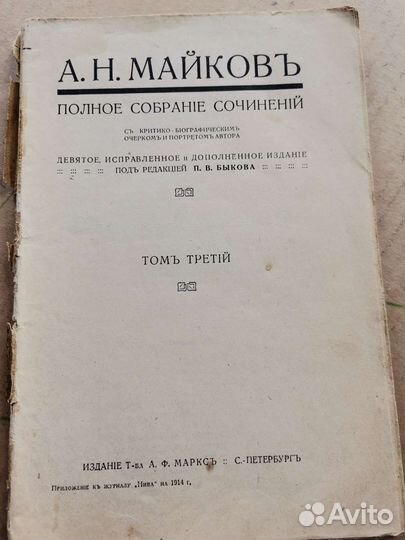 А. Н. МАЙКОВЪ
ПОЛНОЕ СОБРАНІЕ СОЧИНЕНІЙ
СЪ КРИТИКО-БІОГРАФИЧЕСКИМЪ
ОЧЕРКОМЪ И ПОРТРЕТОМЪ АВТОРА
ДЕВЯТОЕ, ИСПРАВЛЕННОЕ и ДОПОЛНЕННОЕ ИЗДАНІЕ
:: :: :: :: ПОДЪ РЕДАКЦІЕЙ П. В. БЫКОВА :: :: :: ::
ТОМЪ ТРЕТІЙ
ИЗДАНІЕ Т-ва А. Ф. МАРКСЪ :: С.-ПЕТЕРБУРГЪ
Приложеніе къ журналу „Нива" на 1914 г.
Avito